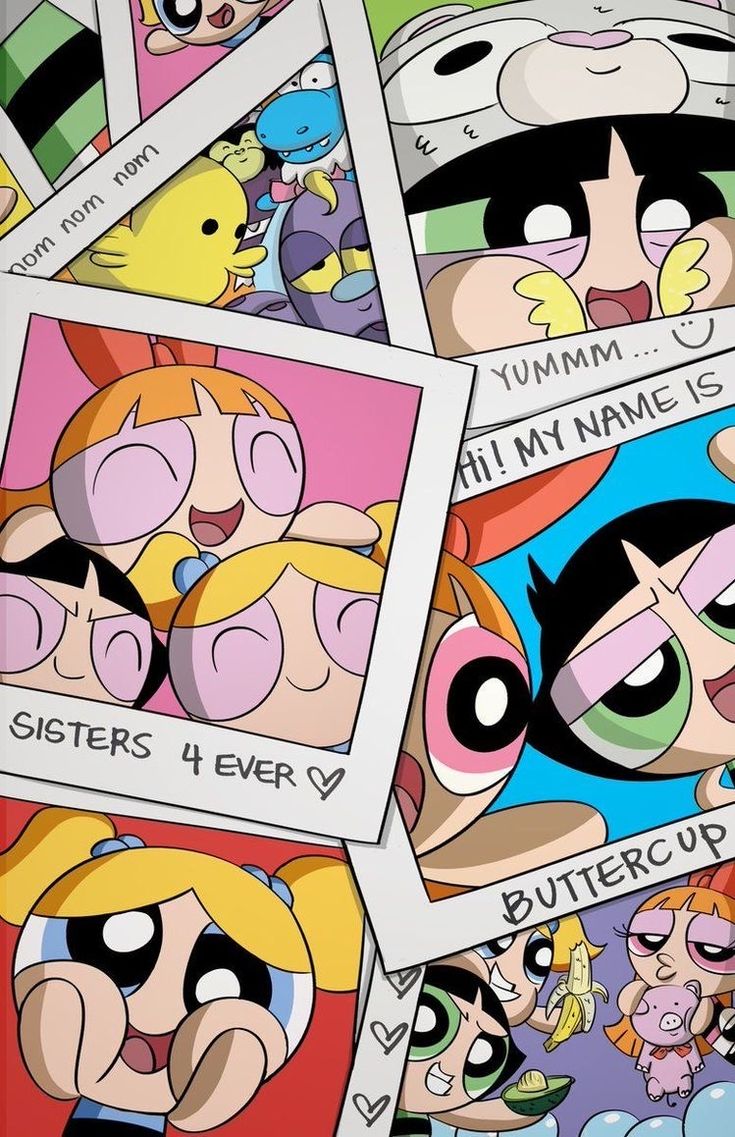 nom nom nom
YUMMM ... ☺
Hi! MY NAME IS
SISTERS 4 EVER ♡
BUTTERCUP